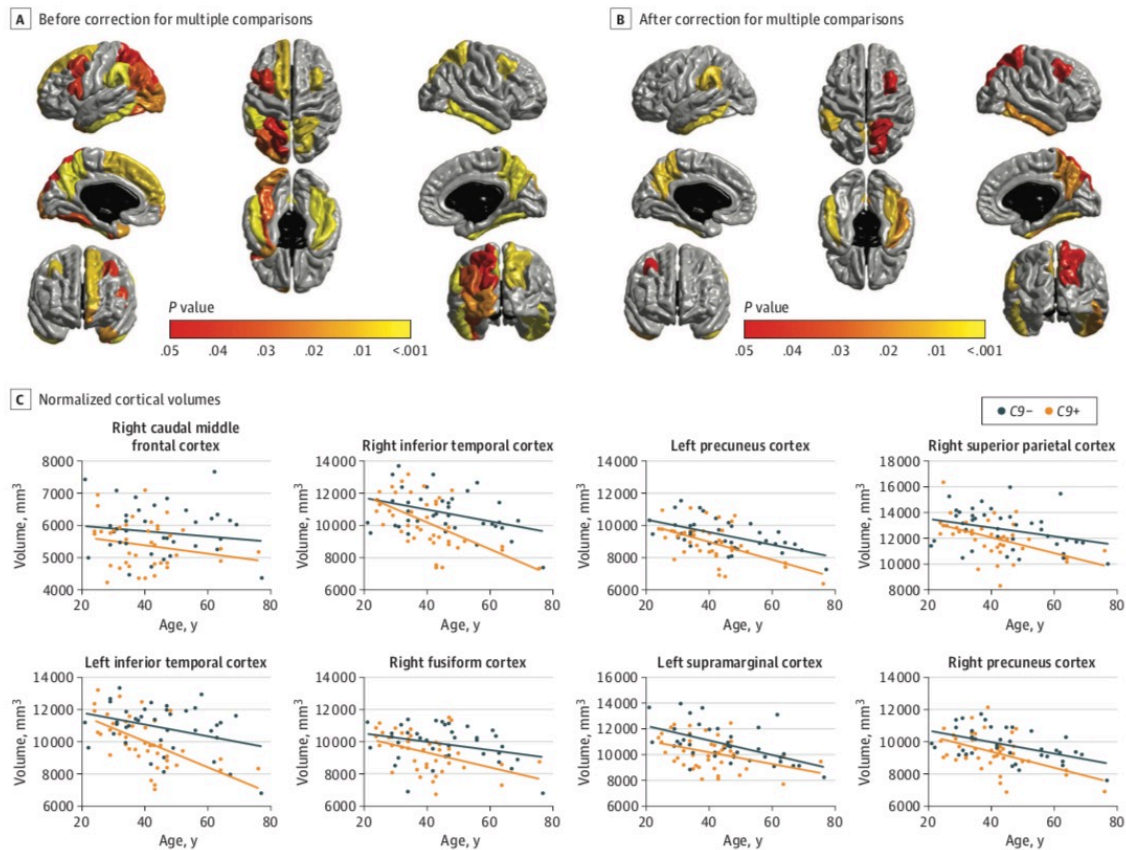 A Before correction for multiple comparisons
B After correction for multiple comparisons
P value
.05 .04 .03 .02 .01 <.001
P value
.05 .04 .03 .02 .01 <.001
C Normalized cortical volumes
C9– C9+
Right caudal middle
frontal cortex
Volume, mm³
8000
7000
6000
5000
4000
20 40 60 80
Age, y
Right inferior temporal cortex
Volume, mm³
14000
12000
10000
8000
6000
20 40 60 80
Age, y
Left precuneus cortex
Volume, mm³
14000
12000
10000
8000
6000
20 40 60 80
Age, y
Right superior parietal cortex
Volume, mm³
18000
16000
14000
12000
10000
8000
20 40 60 80
Age, y
Left inferior temporal cortex
Volume, mm³
14000
12000
10000
8000
6000
20 40 60 80
Age, y
Right fusiform cortex
Volume, mm³
14000
12000
10000
8000
6000
20 40 60 80
Age, y
Left supramarginal cortex
Volume, mm³
16000
14000
12000
10000
8000
6000
20 40 60 80
Age, y
Right precuneus cortex
Volume, mm³
14000
12000
10000
8000
6000
20 40 60 80
Age, y